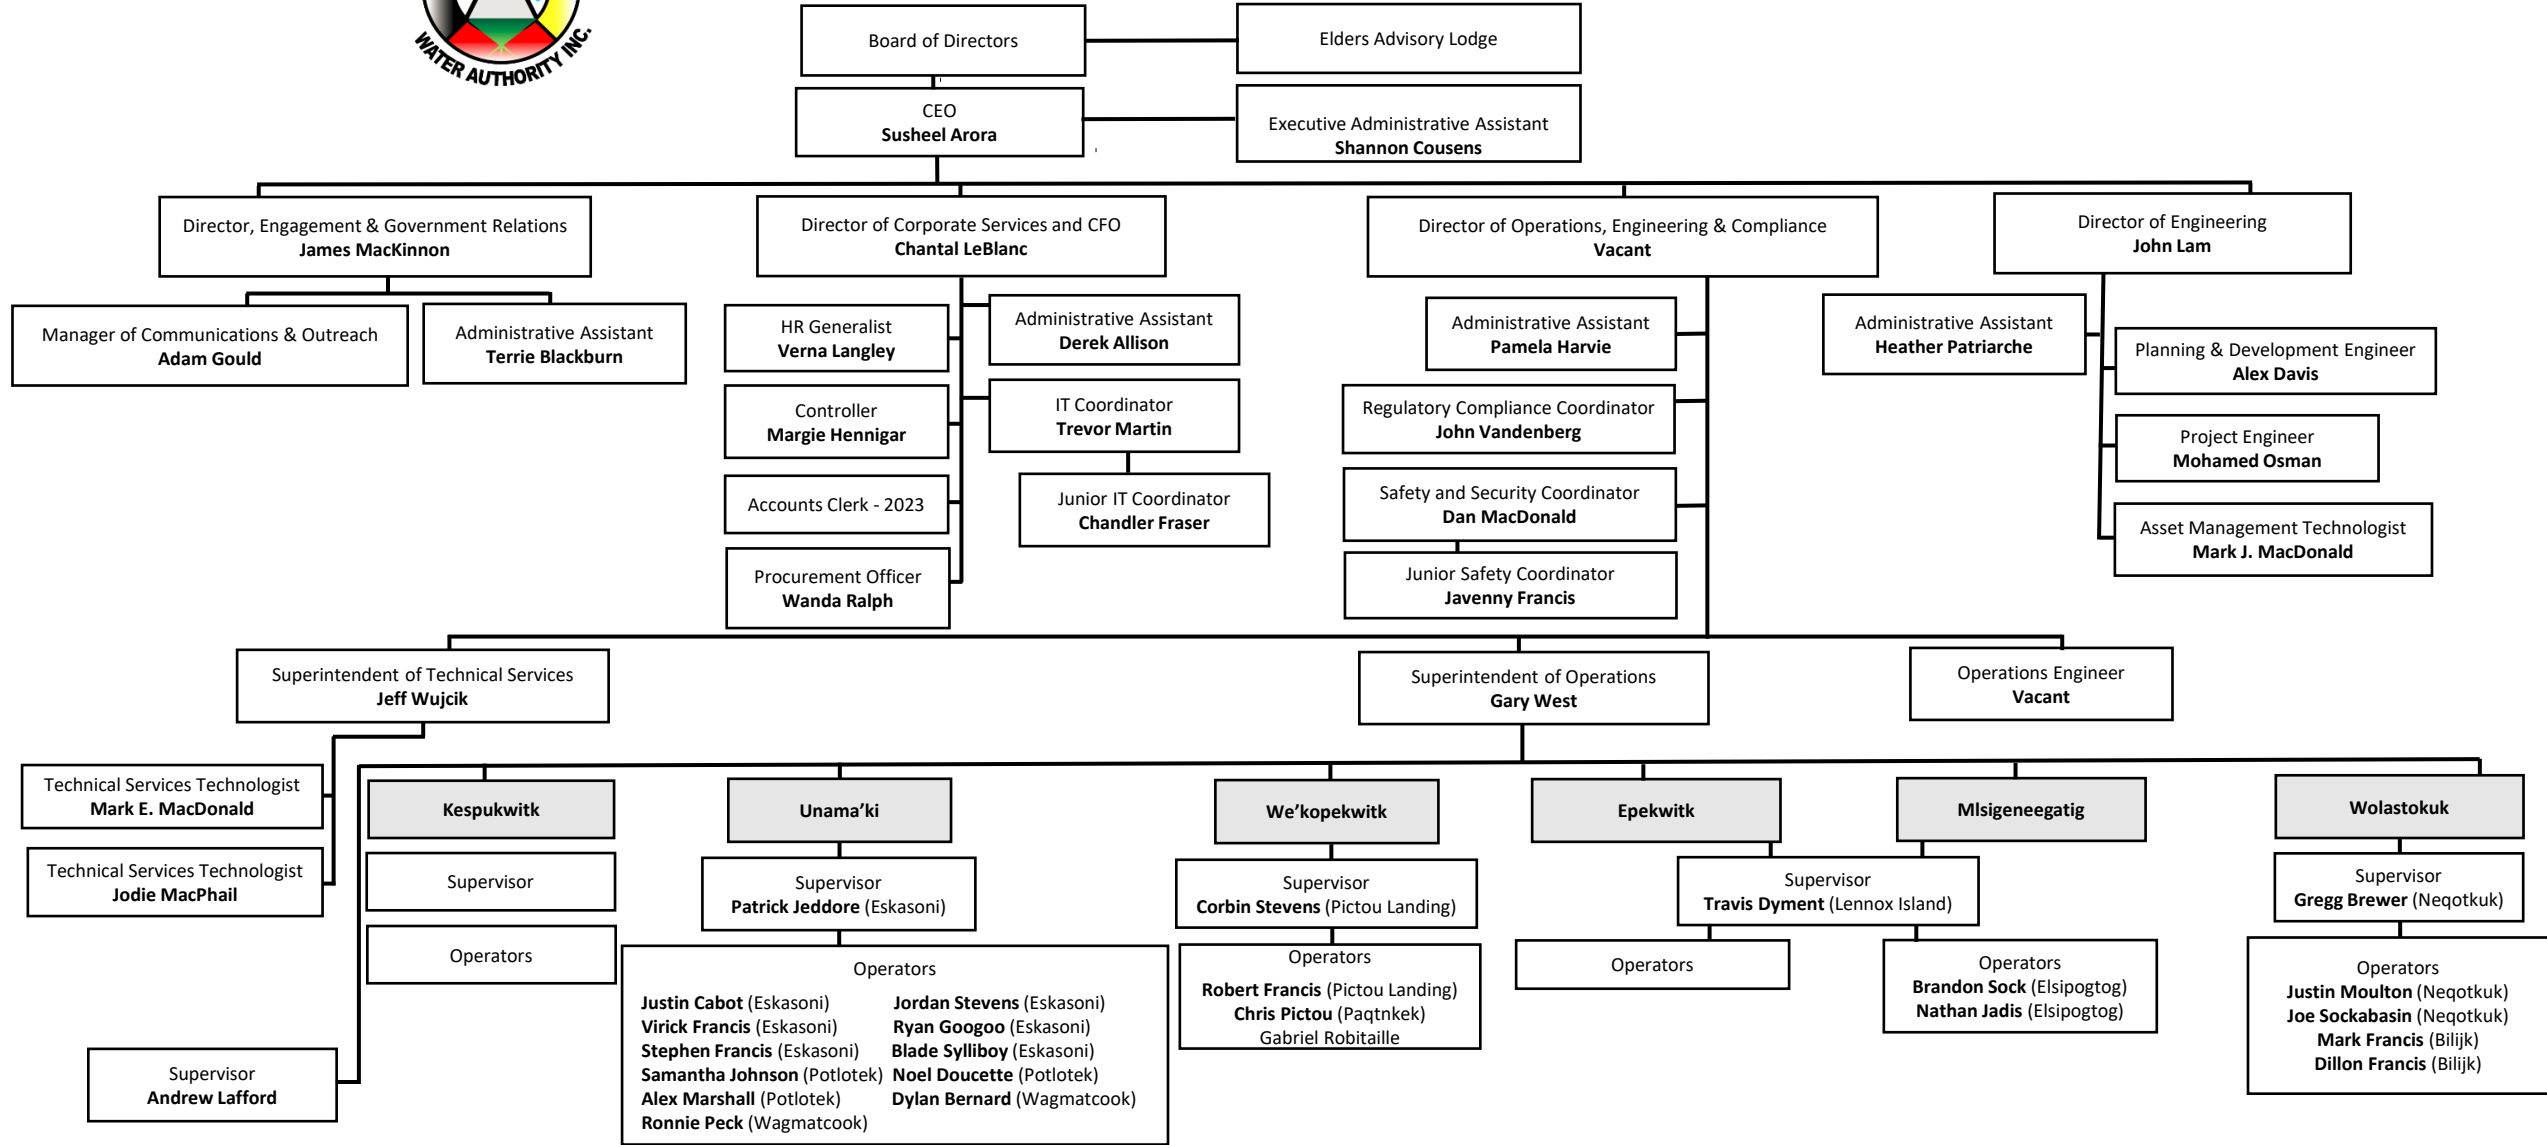 WATER AUTHORITY INC.
Board of Directors
Elders Advisory Lodge
CEO
Susheel Arora
Executive Administrative Assistant
Shannon Cousens
Director, Engagement & Government Relations
James MacKinnon
Director of Corporate Services and CFO
Chantal LeBlanc
Director of Operations, Engineering & Compliance
Vacant
Director of Engineering
John Lam
Manager of Communications & Outreach
Adam Gould
Administrative Assistant
Terrie Blackburn
HR Generalist
Verna Langley
Administrative Assistant
Derek Allison
Controller
Margie Hennigar
IT Coordinator
Trevor Martin
Accounts Clerk - 2023
Junior IT Coordinator
Chandler Fraser
Procurement Officer
Wanda Ralph
Administrative Assistant
Pamela Harvie
Regulatory Compliance Coordinator
John Vandenberg
Safety and Security Coordinator
Dan MacDonald
Junior Safety Coordinator
Javenny Francis
Administrative Assistant
Heather Patriarche
Planning & Development Engineer
Alex Davis
Project Engineer
Mohamed Osman
Asset Management Technologist
Mark J. MacDonald
Superintendent of Technical Services
Jeff Wujcik
Superintendent of Operations
Gary West
Operations Engineer
Vacant
Technical Services Technologist
Mark E. MacDonald
Technical Services Technologist
Jodie MacPhail
Supervisor
Andrew Lafford
Kespukwitk
Supervisor
Operators
Unama’ki
Supervisor
Patrick Jeddore (Eskasoni)
Operators
Justin Cabot (Eskasoni) Jordan Stevens (Eskasoni)
Virick Francis (Eskasoni) Ryan Googoo (Eskasoni)
Stephen Francis (Eskasoni) Blade Sylliboy (Eskasoni)
Samantha Johnson (Potlotek) Noel Doucette (Potlotek)
Alex Marshall (Potlotek) Dylan Bernard (Wagmatcook)
Ronnie Peck (Wagmatcook)
We’kopekwitk
Supervisor
Corbin Stevens (Pictou Landing)
Operators
Robert Francis (Pictou Landing)
Chris Pictou (Paqtnkek)
Gabriel Robitaille
Epekwitk
MIsigeneegatig
Supervisor
Travis Dyment (Lennox Island)
Operators
Operators
Brandon Sock (Elsipogtog)
Nathan Jadis (Elsipogtog)
Wolastokuk
Supervisor
Gregg Brewer (Neqotkuk)
Operators
Justin Moulton (Neqotkuk)
Joe Sockabasin (Neqotkuk)
Mark Francis (Bilijk)
Dillon Francis (Bilijk)